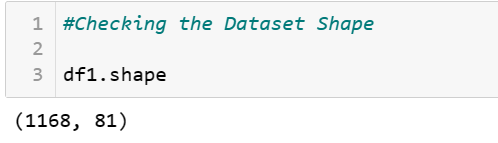 1 #Checking the Dataset Shape
2
3 df1.shape
(1168, 81)